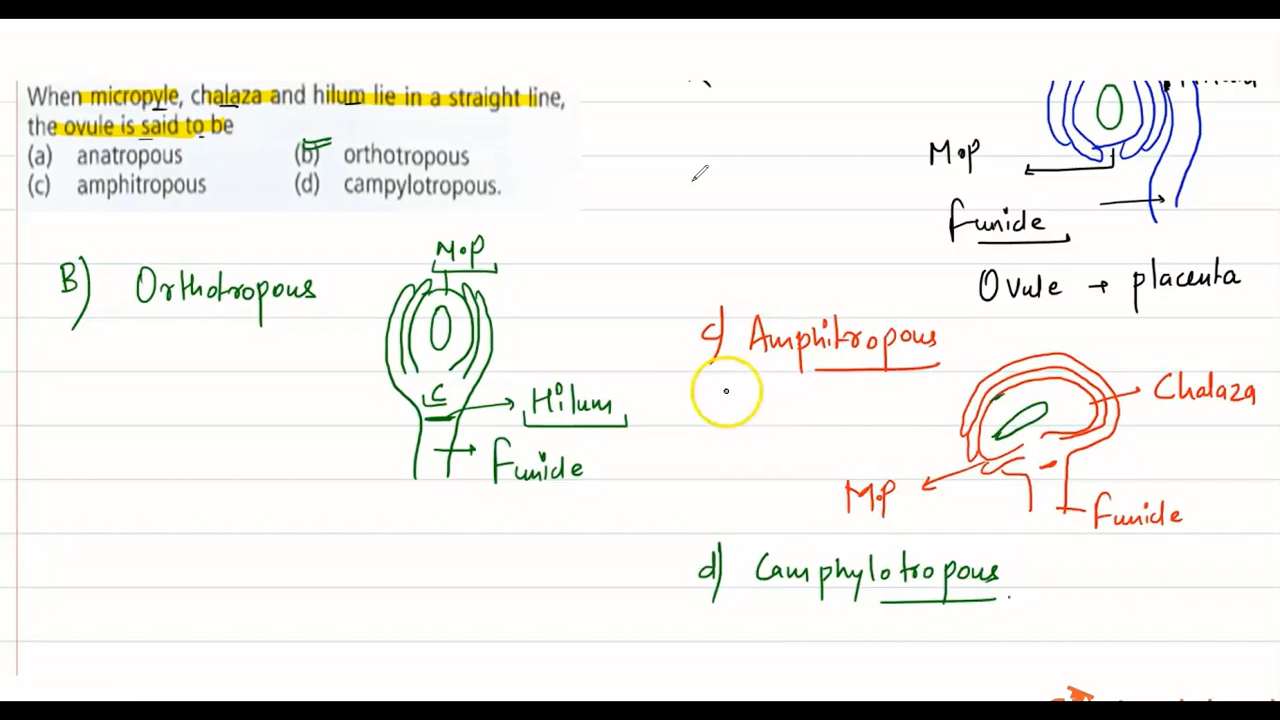 When micropyle, chalaza and hilum lie in a straight line,
the ovule is said to be
(a) anatropous (b) orthotropous
(c) amphitropous (d) campylotropous.
B) Orthotropous
M.P
C
Hilum
Funicle
M.P
Funicle
Ovule → placenta
c) Amphitropous
Chalaza
M.P
Funicle
d) Camphylotropous